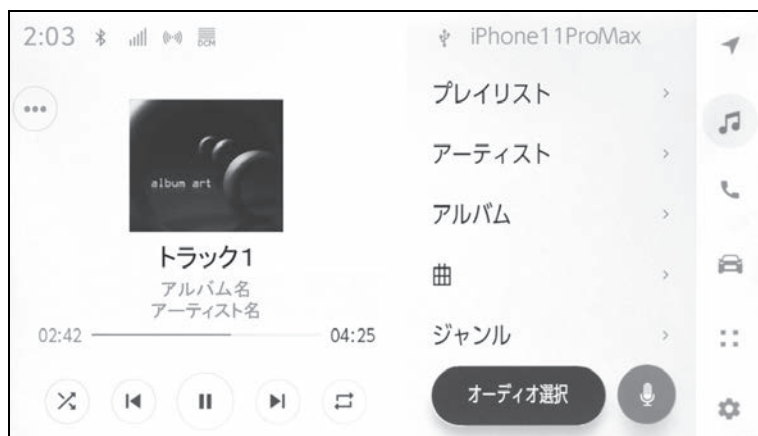 2:03
DCM
album art
トラック1
アルバム名
アーティスト名
02:42
04:25
iPhone11ProMax
プレイリスト
アーティスト
アルバム
曲
ジャンル
オーディオ選択